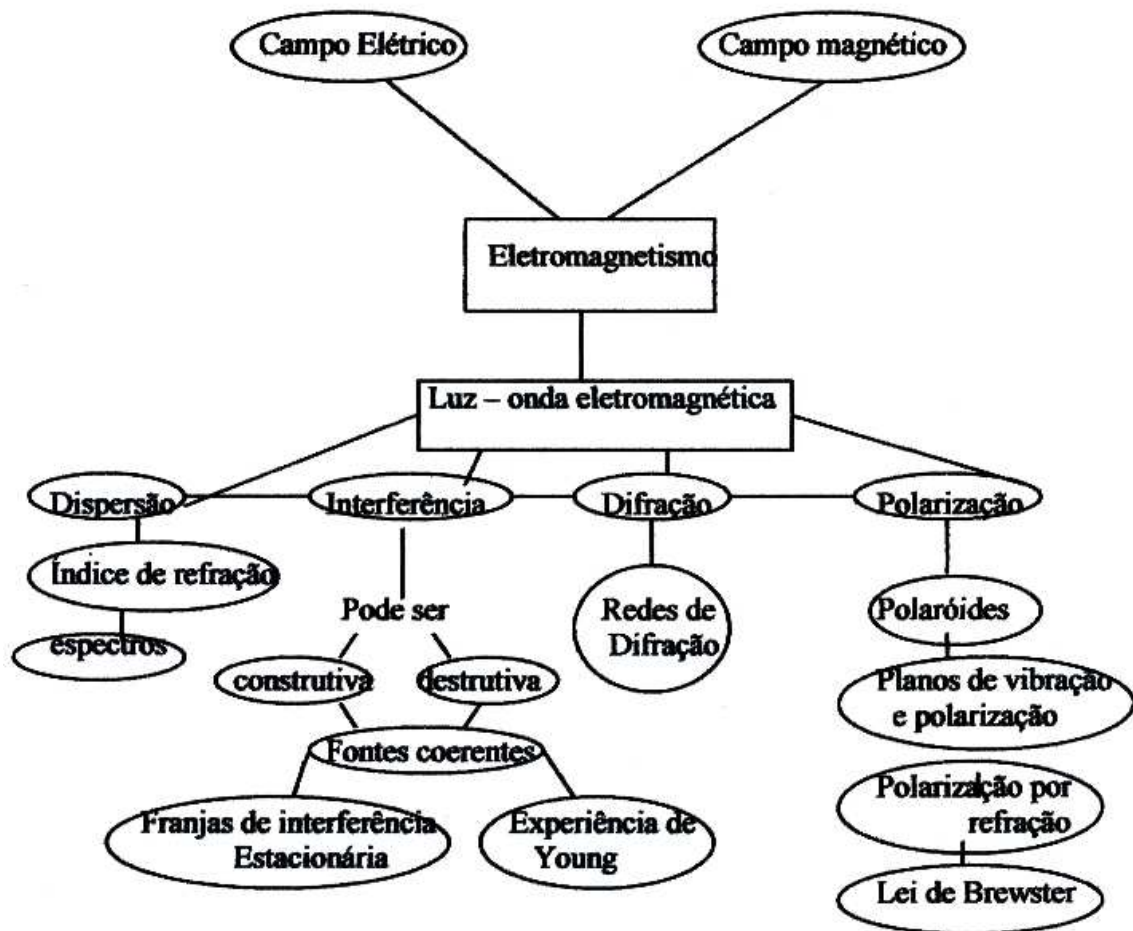 Campo Elétrico
Campo magnético
Eletromagnetismo
Luz – onda eletromagnética
Dispersão
Interferência
Difração
Polarização
Índice de refração
espectros
Pode ser
construtiva
destrutiva
Fontes coerentes
Franjas de interferência
Estacionária
Experiência de
Young
Redes de
Difração
Polaróides
Planos de vibração
e polarização
Polarização por
refração
Lei de Brewster